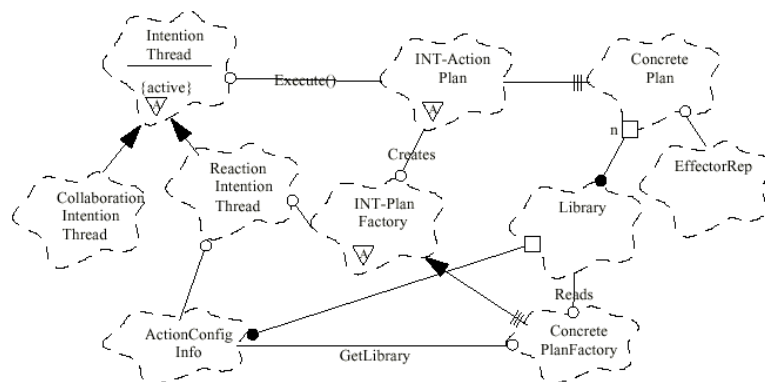 Intention
Thread
{active}
A
Execute()
INT-Action
Plan
A
Concrete
Plan
n
Creates
EffectorRep
Collaboration
Intention
Thread
Reaction
Intention
Thread
INT-Plan
Factory
A
Library
Reads
ActionConfig
Info
GetLibrary
Concrete
PlanFactory